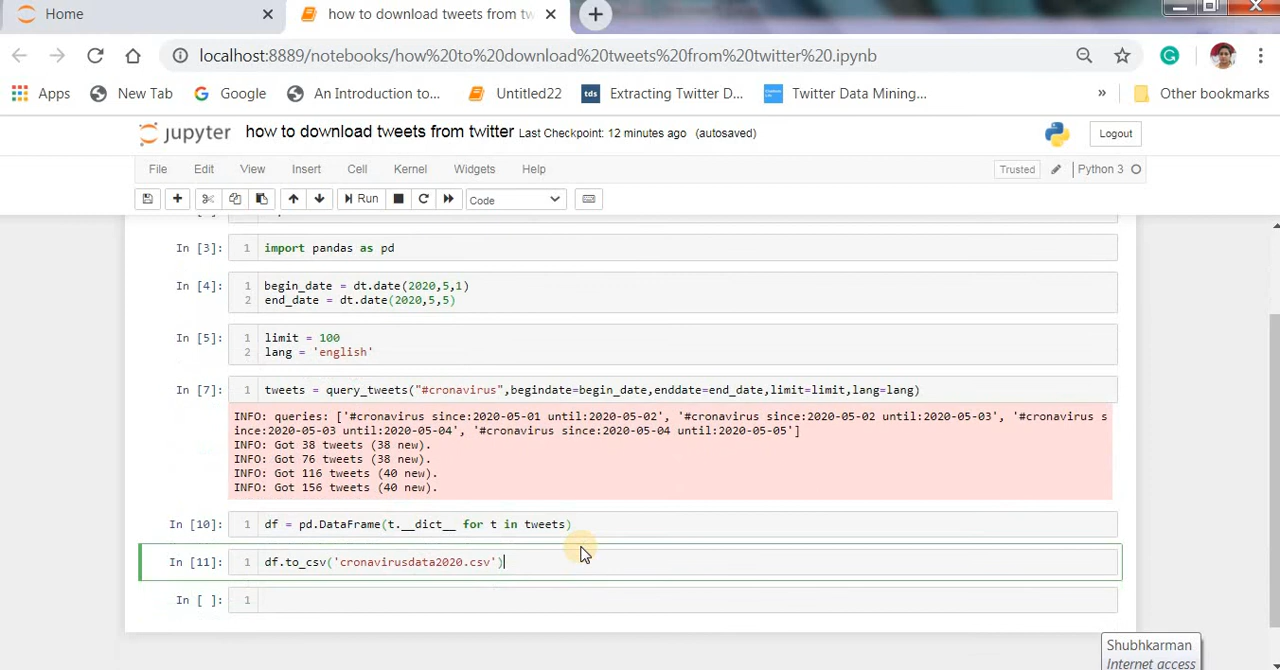 Home
how to download tweets from tw
localhost:8889/notebooks/how%20to%20download%20tweets%20from%20twitter%20.ipynb
Apps New Tab Google An Introduction to... Untitled22 tds Extracting Twitter D... Twitter Data Mining... » Other bookmarks
jupyter how to download tweets from twitter Last Checkpoint: 12 minutes ago (autosaved) Logout
File Edit View Insert Cell Kernel Widgets Help Trusted Python 3
Run Code
In [3]: 1 import pandas as pd
In [4]: 1 begin_date = dt.date(2020,5,1)
2 end_date = dt.date(2020,5,5)
In [5]: 1 limit = 100
2 lang = 'english'
In [7]: 1 tweets = query_tweets("#cronavirus",begindate=begin_date,enddate=end_date,limit=limit,lang=lang)
INFO: queries: ['#cronavirus since:2020-05-01 until:2020-05-02', '#cronavirus since:2020-05-02 until:2020-05-03', '#cronavirus s
ince:2020-05-03 until:2020-05-04', '#cronavirus since:2020-05-04 until:2020-05-05']
INFO: Got 38 tweets (38 new).
INFO: Got 76 tweets (38 new).
INFO: Got 116 tweets (40 new).
INFO: Got 156 tweets (40 new).
In [10]: 1 df = pd.DataFrame(t.__dict__ for t in tweets)
In [11]: 1 df.to_csv('cronavirusdata2020.csv')
In [ ]: 1
Shubhkarman
Internet access